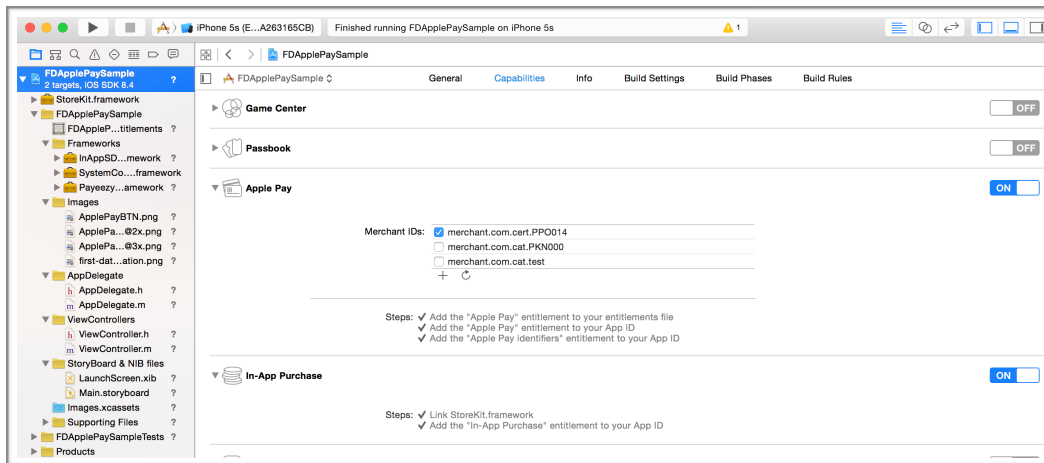 iPhone 5s (E...A263165CB)
Finished running FDApplePaySample on iPhone 5s
1
FDApplePaySample
FDApplePaySample ?
2 targets, iOS SDK 8.4
StoreKit.framework
FDApplePaySample
FDAppleP...titlements ?
Frameworks
InAppSD...mework ?
SystemCo....framework
Payeezy...amework ?
Images
ApplePayBTN.png ?
ApplePa...@2x.png ?
ApplePa...@3x.png ?
first-dat...ation.png ?
AppDelegate
h AppDelegate.h ?
m AppDelegate.m ?
ViewControllers
h ViewController.h ?
m ViewController.m ?
StoryBoard & NIB files
LaunchScreen.xib ?
Main.storyboard ?
Images.xcassets ?
Supporting Files ?
FDApplePaySampleTests ?
Products
FDApplePaySample
General Capabilities Info Build Settings Build Phases Build Rules
Game Center OFF
Passbook OFF
Apple Pay ON
Merchant IDs: merchant.com.cert.PPO014
merchant.com.cat.PKN000
merchant.com.cat.test
Steps: ✓ Add the "Apple Pay" entitlement to your entitlements file
✓ Add the "Apple Pay" entitlement to your App ID
✓ Add the "Apple Pay identifiers" entitlement to your App ID
In-App Purchase ON
Steps: ✓ Link StoreKit.framework
✓ Add the "In-App Purchase" entitlement to your App ID